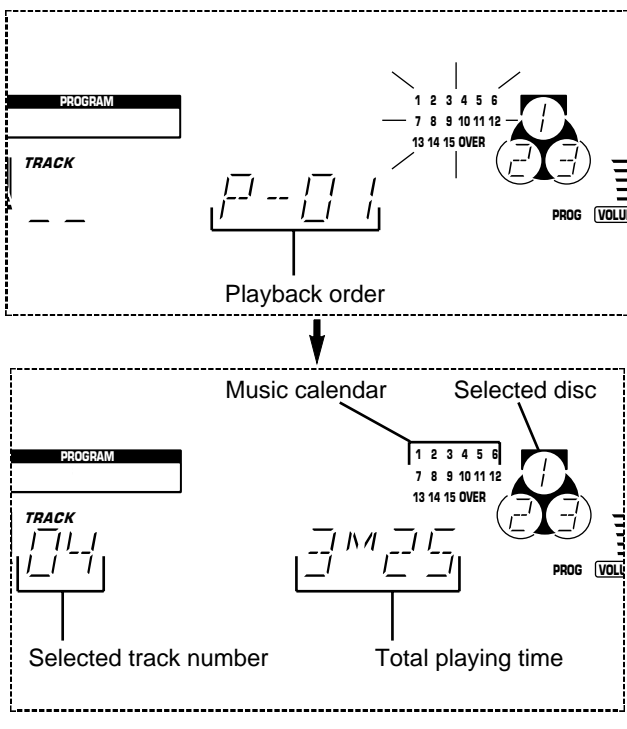 PROGRAM
1 2 3 4 5 6
7 8 9 10 11 12
13 14 15 OVER
1
2 3
TRACK
P-01
PROG
Playback order
Music calendar Selected disc
PROGRAM
1 2 3 4 5 6
7 8 9 10 11 12
13 14 15 OVER
1
2 3
TRACK
04 3M25
PROG
Selected track number Total playing time